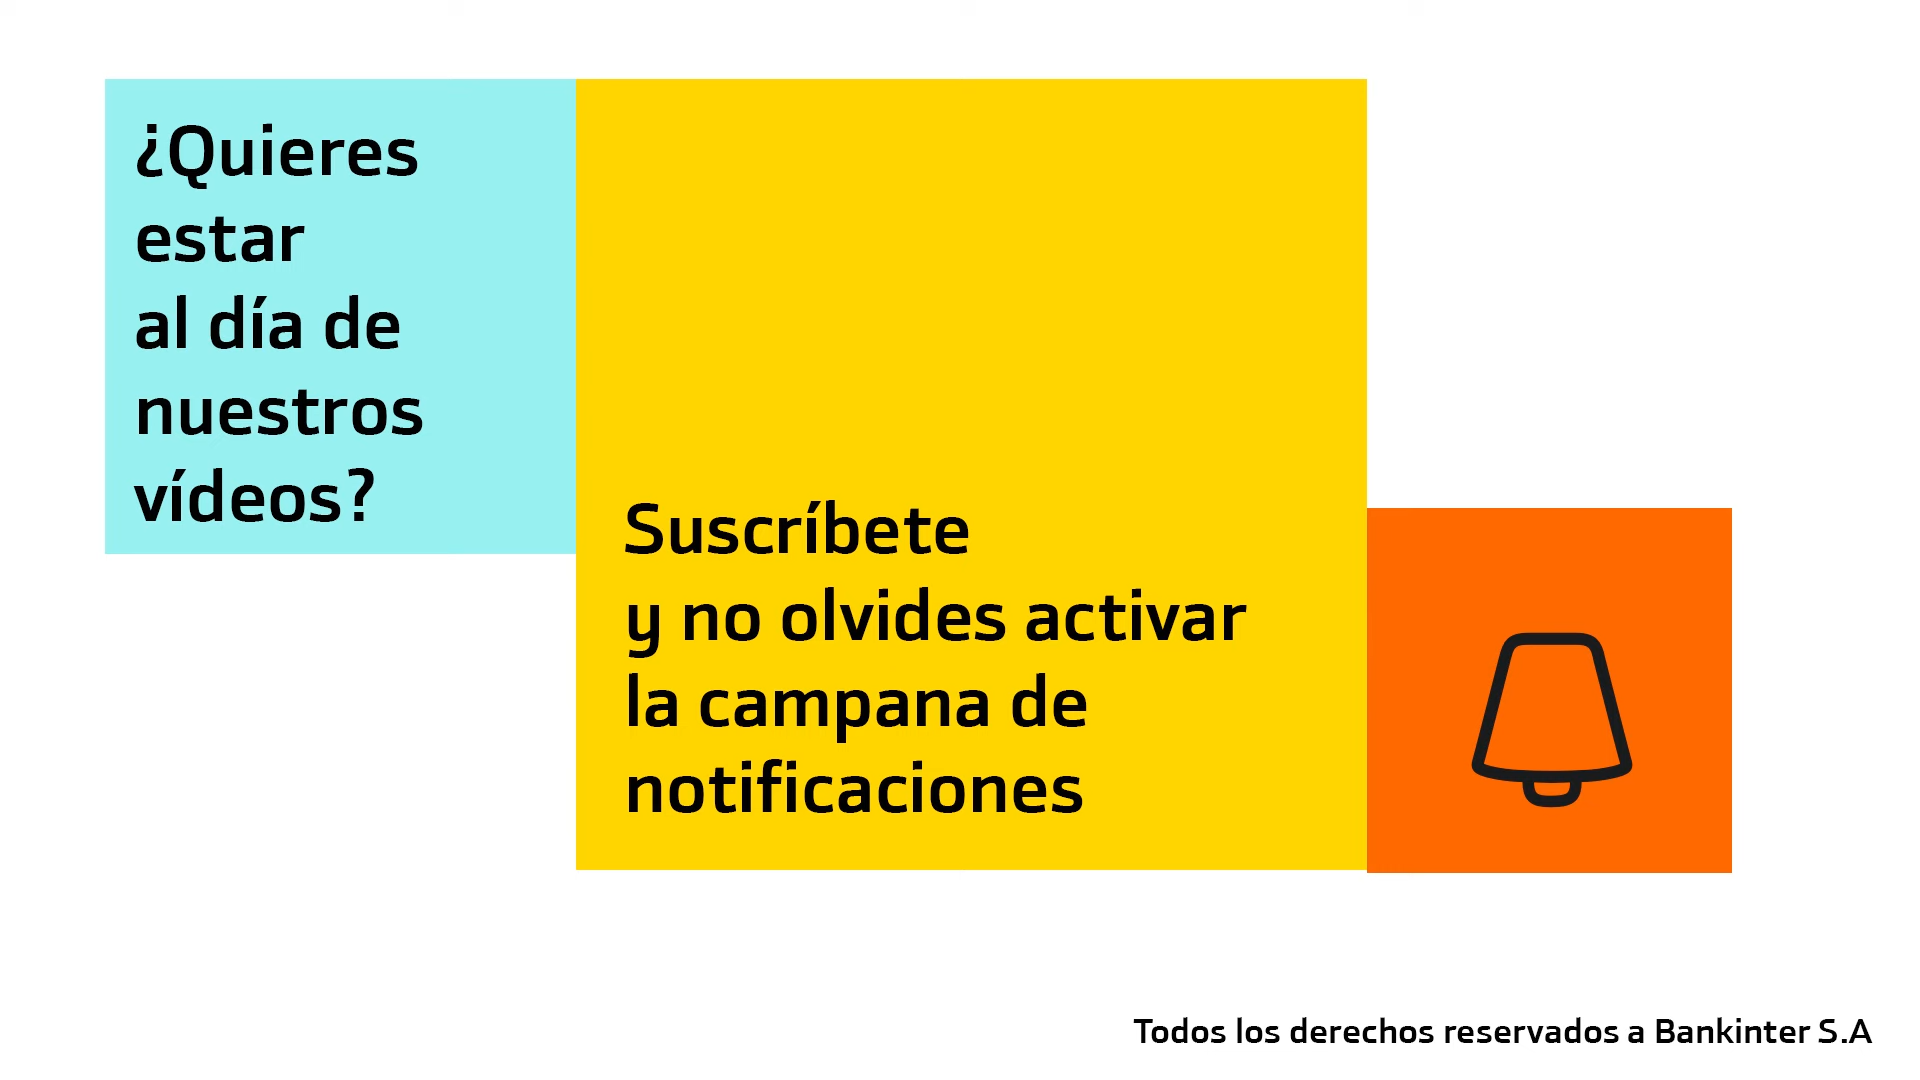 ¿Quieres
estar
al día de
nuestros
vídeos?
Suscríbete
y no olvides activar
la campana de
notificaciones
Todos los derechos reservados a Bankinter S.A